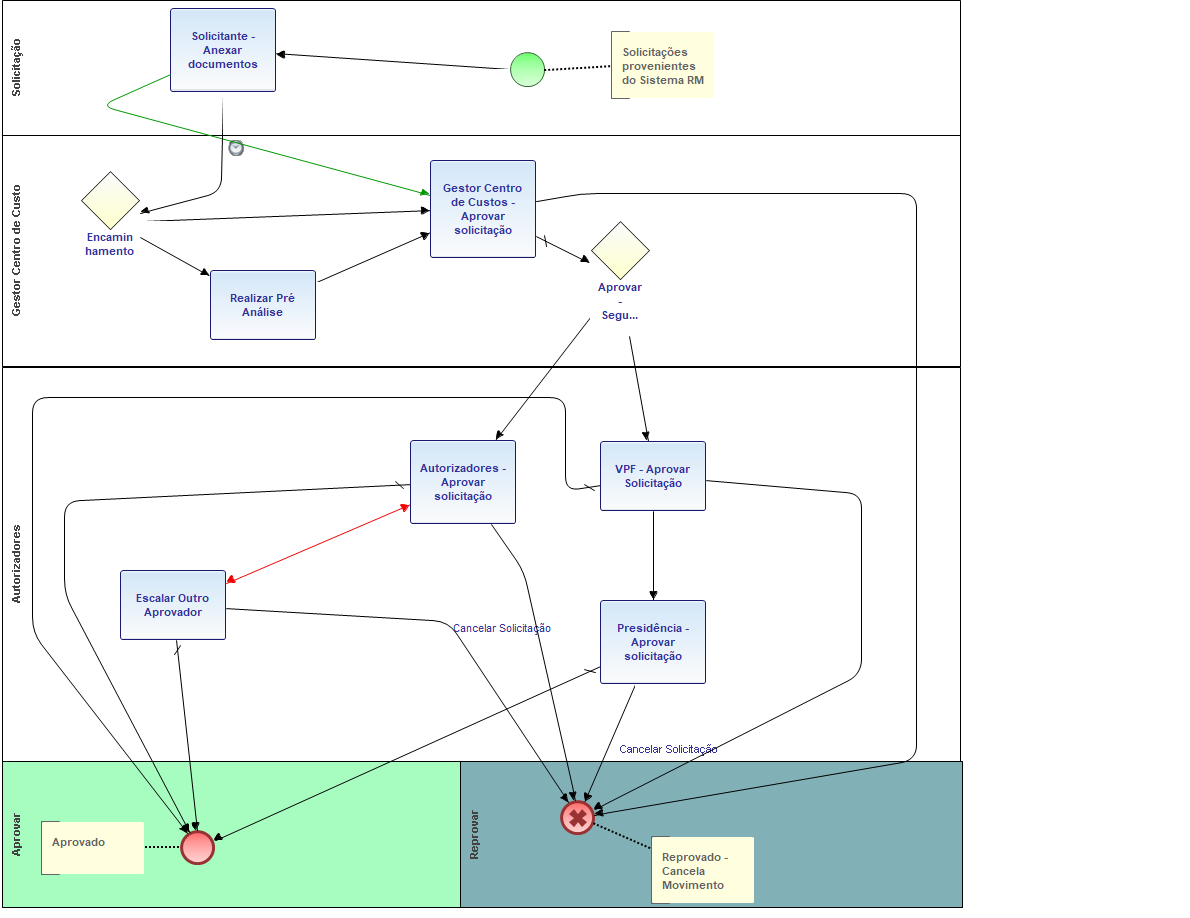 Solicitação
Solicitante -
Anexar
documentos
Solicitações
provenientes
do Sistema RM
Gestor Centro de Custo
Encamin
hamento
Gestor Centro
de Custos -
Aprovar
solicitação
Realizar Pré
Análise
Aprovar
-
Segu...
Autorizadores
Autorizadores -
Aprovar
solicitação
VPF - Aprovar
Solicitação
Escalar Outro
Aprovador
Cancelar Solicitação
Presidência -
Aprovar
solicitação
Cancelar Solicitação
Aprovar
Aprovado
Reprovar
Reprovado -
Cancela
Movimento